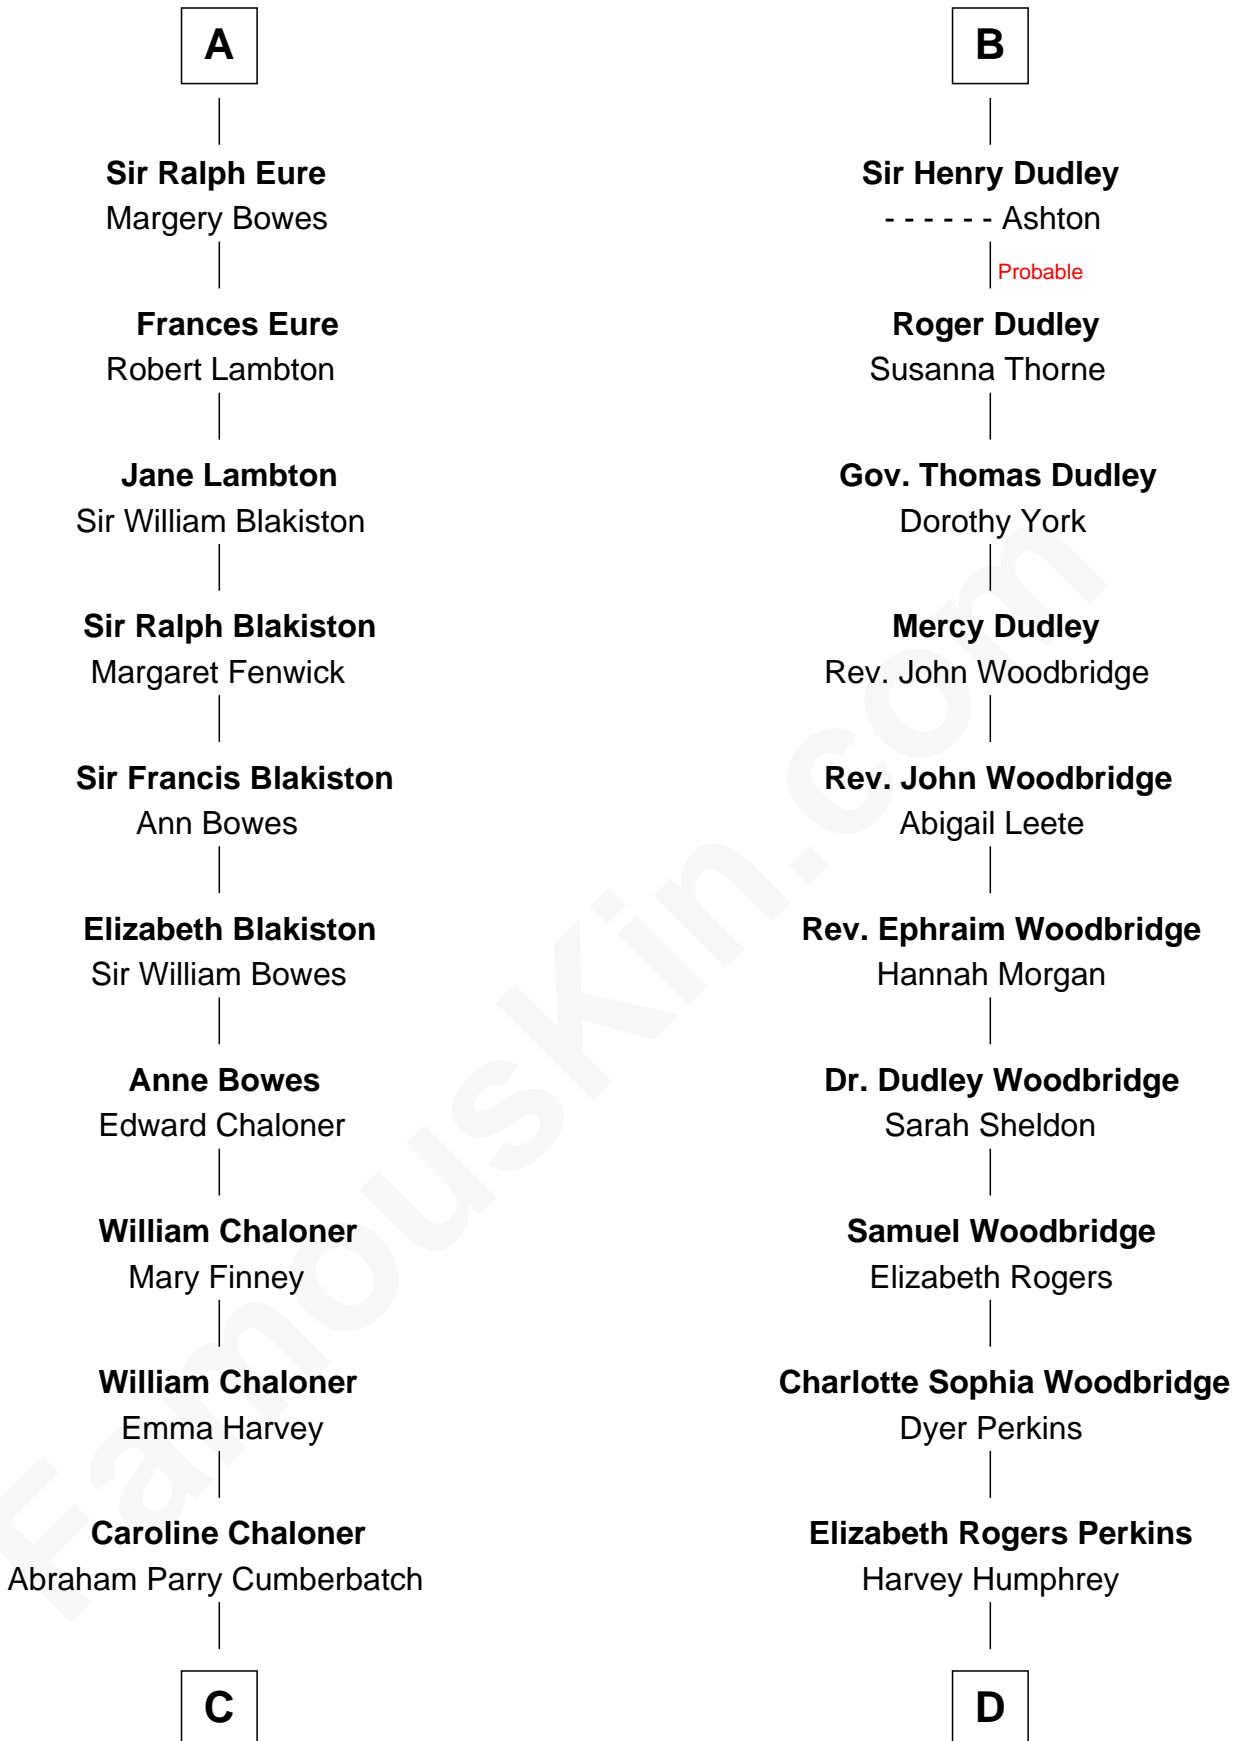 A
Sir Ralph Eure
Margery Bowes
Frances Eure
Robert Lambton
Jane Lambton
Sir William Blakiston
Sir Ralph Blakiston
Margaret Fenwick
Sir Francis Blakiston
Ann Bowes
Elizabeth Blakiston
Sir William Bowes
Anne Bowes
Edward Chaloner
William Chaloner
Mary Finney
William Chaloner
Emma Harvey
Caroline Chaloner
Abraham Parry Cumberbatch
C
B
Sir Henry Dudley
- - - - - - Ashton
Probable
Roger Dudley
Susanna Thorne
Gov. Thomas Dudley
Dorothy York
Mercy Dudley
Rev. John Woodbridge
Rev. John Woodbridge
Abigail Leete
Rev. Ephraim Woodbridge
Hannah Morgan
Dr. Dudley Woodbridge
Sarah Sheldon
Samuel Woodbridge
Elizabeth Rogers
Charlotte Sophia Woodbridge
Dyer Perkins
Elizabeth Rogers Perkins
Harvey Humphrey
D
FamousKin.com